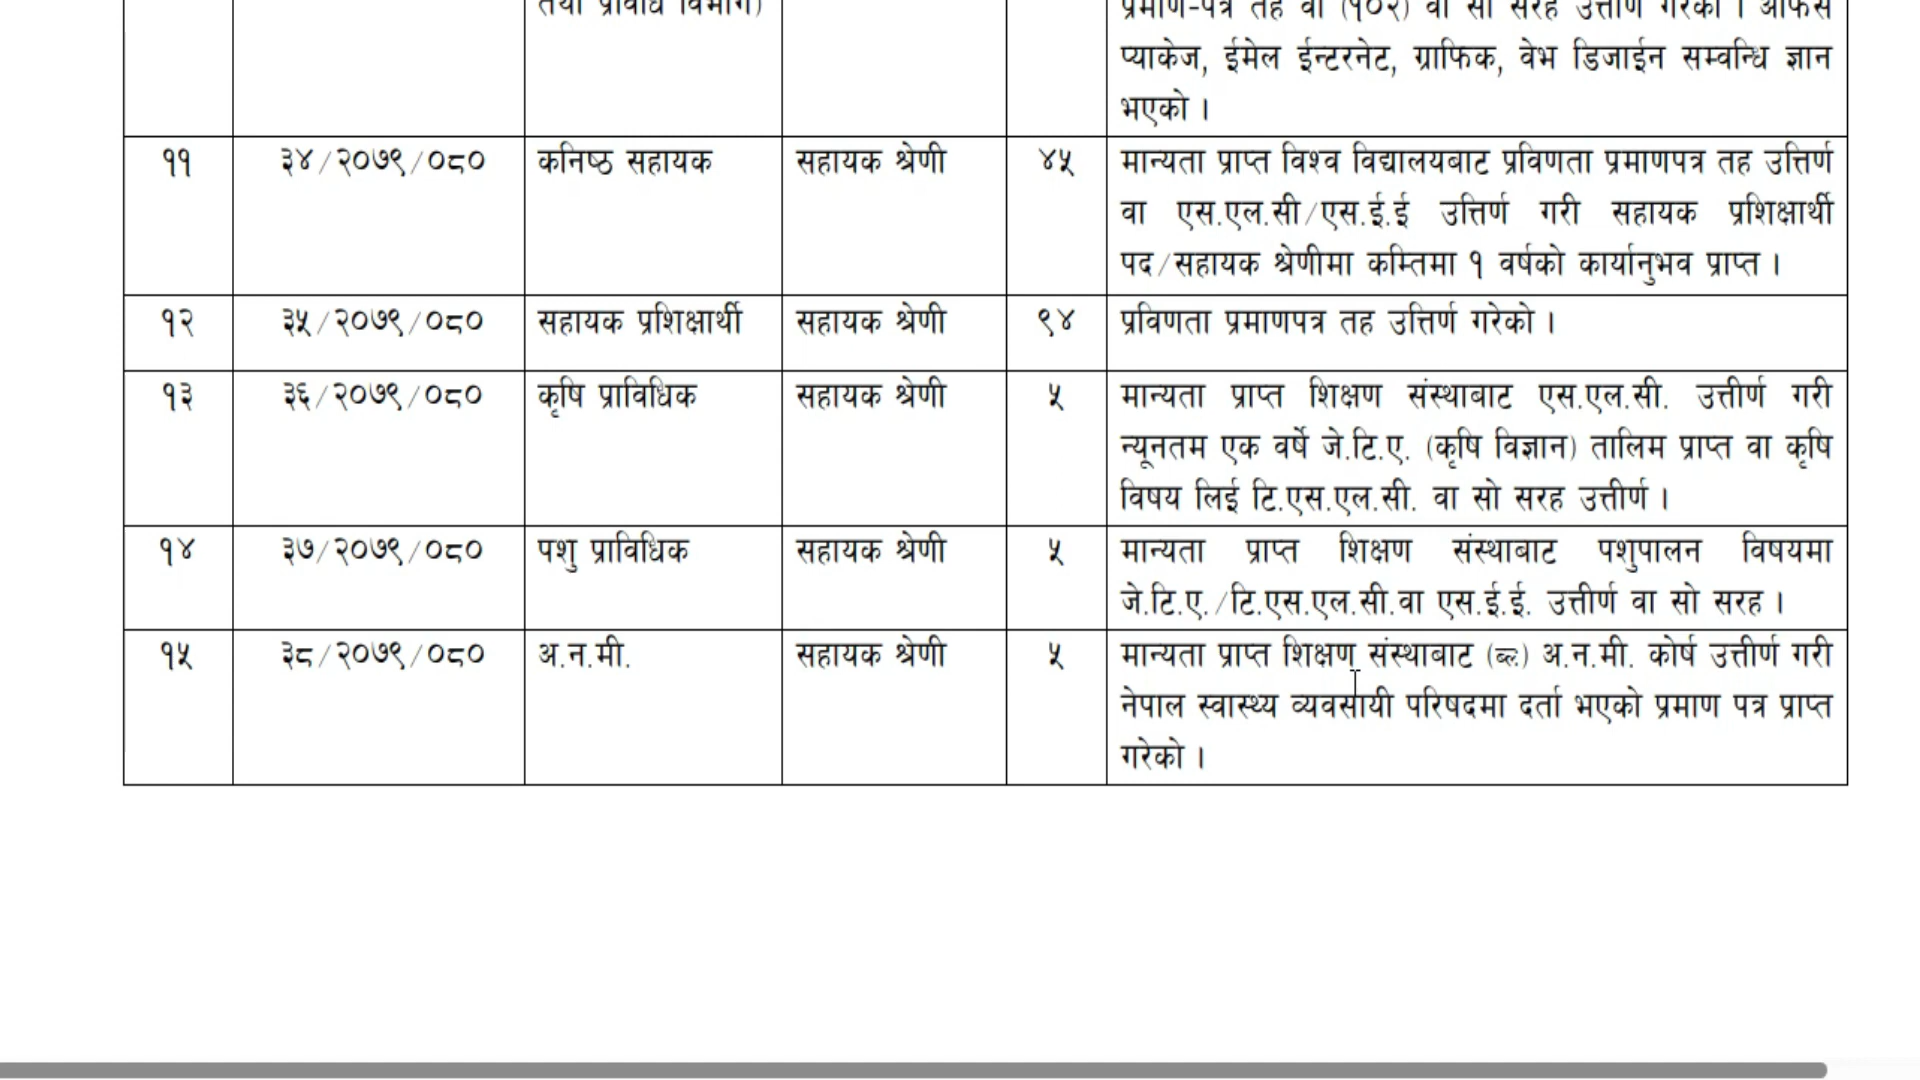 तथा प्राविधि विभाग)
प्रमाण-पत्र तह वा (१०२) वा सो सरह उत्तीर्ण गरेको । अफिस
प्याकेज, ईमेल ईन्टरनेट, ग्राफिक, वेभ डिजाईन सम्वन्धि ज्ञान
भएको ।
११ ३४/२०७९/०८० कनिष्ठ सहायक सहायक श्रेणी ४५ मान्यता प्राप्त विश्व विद्यालयबाट प्रविणता प्रमाणपत्र तह उत्तिर्ण
वा एस.एल.सी/एस.ई.ई उत्तिर्ण गरी सहायक प्रशिक्षार्थी
पद/सहायक श्रेणीमा कम्तिमा १ वर्षको कार्यानुभव प्राप्त ।
१२ ३५/२०७९/०८० सहायक प्रशिक्षार्थी सहायक श्रेणी ९४ प्रविणता प्रमाणपत्र तह उत्तिर्ण गरेको ।
१३ ३६/२०७९/०८० कृषि प्राविधिक सहायक श्रेणी ५ मान्यता प्राप्त शिक्षण संस्थाबाट एस.एल.सी. उत्तीर्ण गरी
न्यूनतम एक वर्षे जे.टि.ए. (कृषि विज्ञान) तालिम प्राप्त वा कृषि
विषय लिई टि.एस.एल.सी. वा सो सरह उत्तीर्ण ।
१४ ३७/२०७९/०८० पशु प्राविधिक सहायक श्रेणी ५ मान्यता प्राप्त शिक्षण संस्थाबाट पशुपालन विषयमा
जे.टि.ए./टि.एस.एल.सी.वा एस.ई.ई. उत्तीर्ण वा सो सरह ।
१५ ३८/२०७९/०८० अ.न.मी. सहायक श्रेणी ५ मान्यता प्राप्त शिक्षण संस्थाबाट अ.न.मी. कोर्ष उत्तीर्ण गरी
नेपाल स्वास्थ्य व्यवसायी परिषदमा दर्ता भएको प्रमाण पत्र प्राप्त
गरेको ।